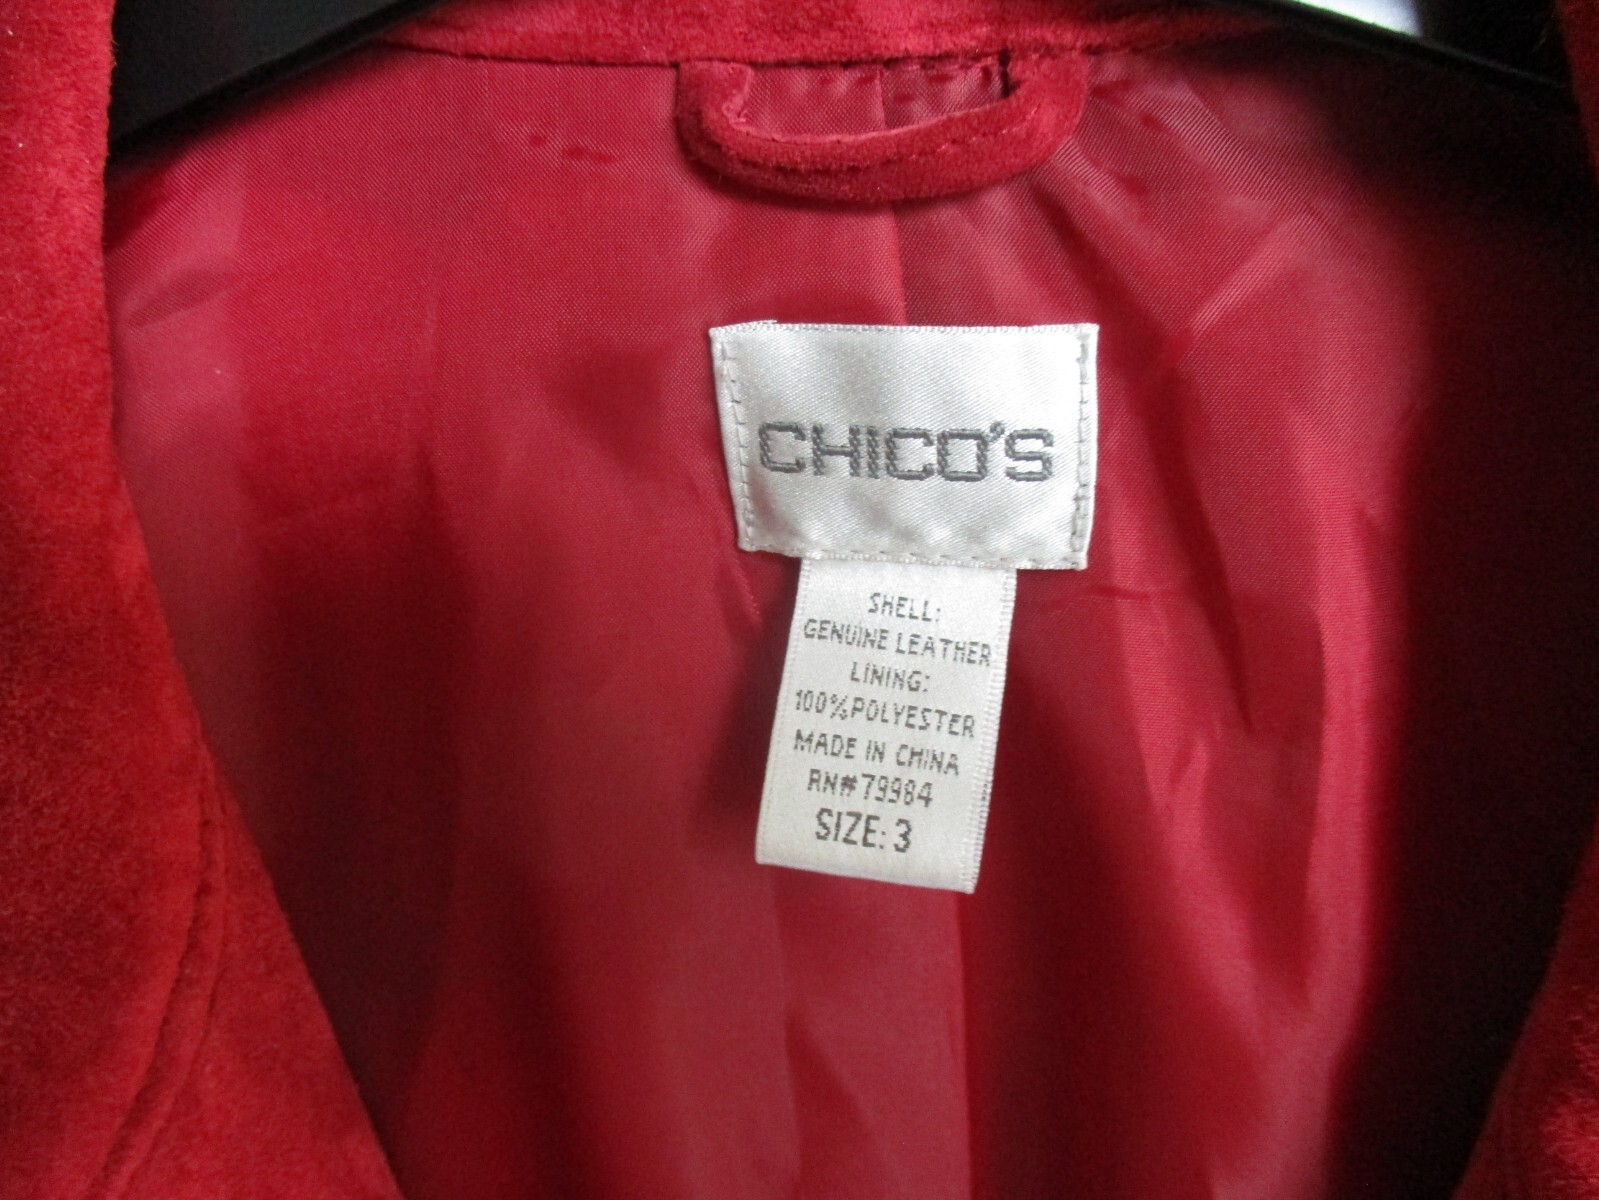 CHICO'S
SHELL:
GENUINE LEATHER
LINING:
100%POLYESTER
MADE IN CHINA
RN#79984
SIZE: 3